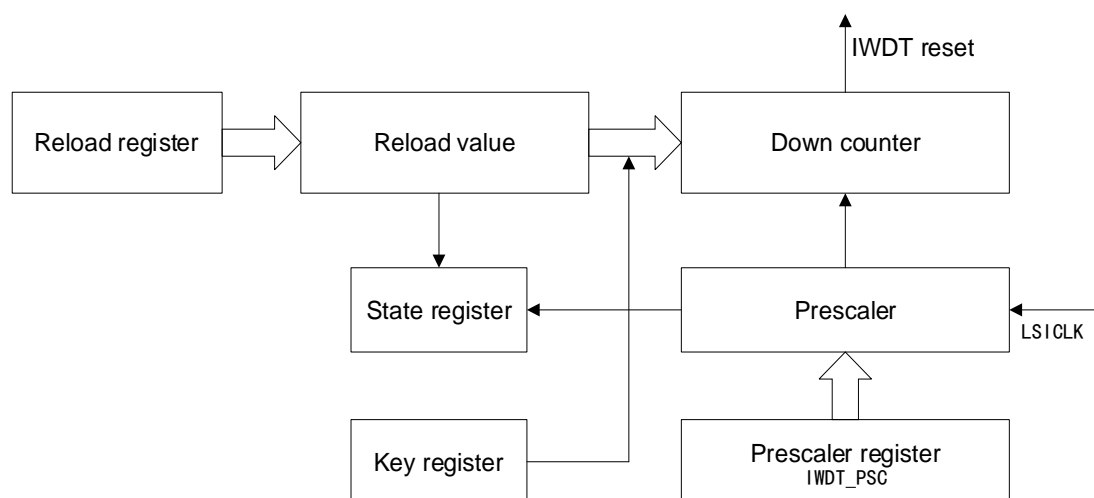 IWDT reset
Reload register
Reload value
Down counter
State register
Prescaler
LSICLK
Key register
Prescaler register
IWDT_PSC